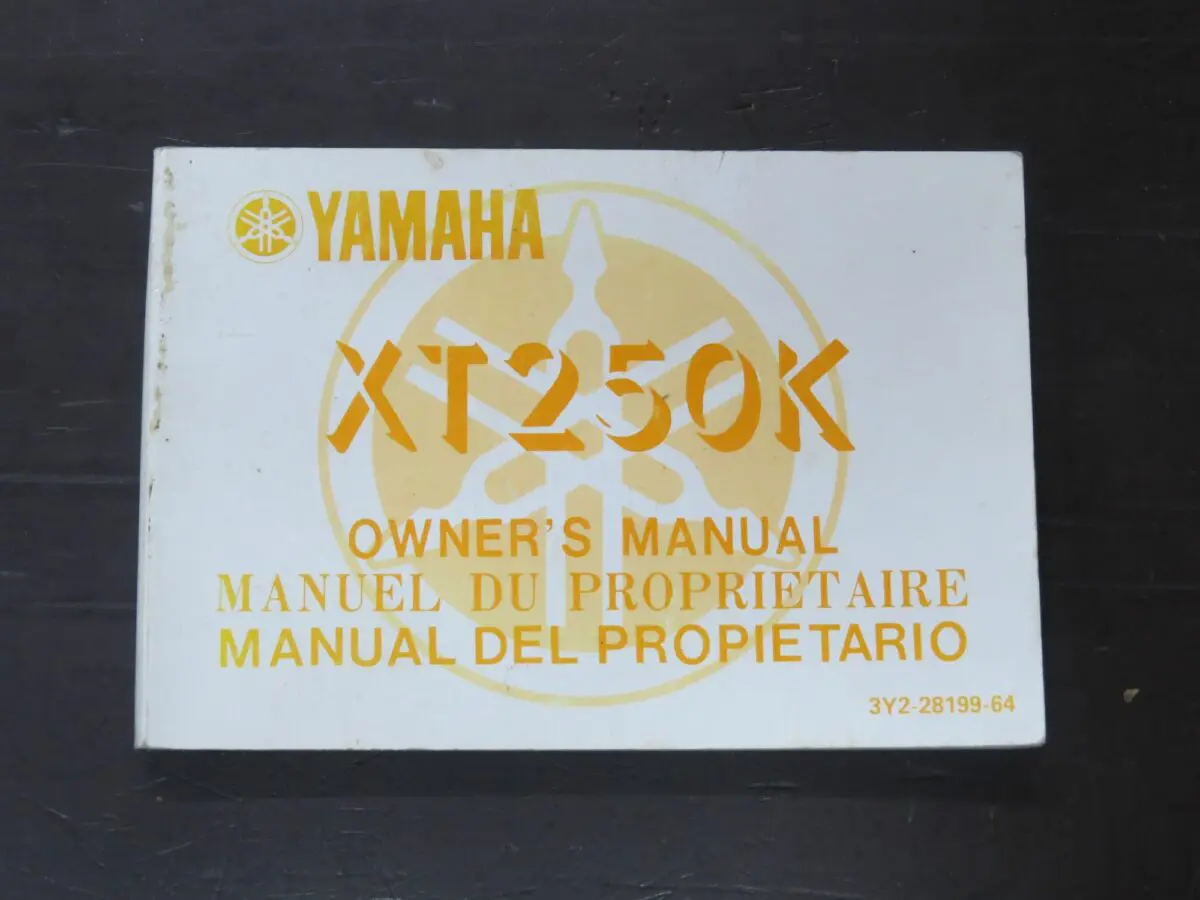 YAMAHA
XT250K
OWNER'S MANUAL
MANUEL DU PROPRIETAIRE
MANUAL DEL PROPIETARIO
3Y2-28199-64